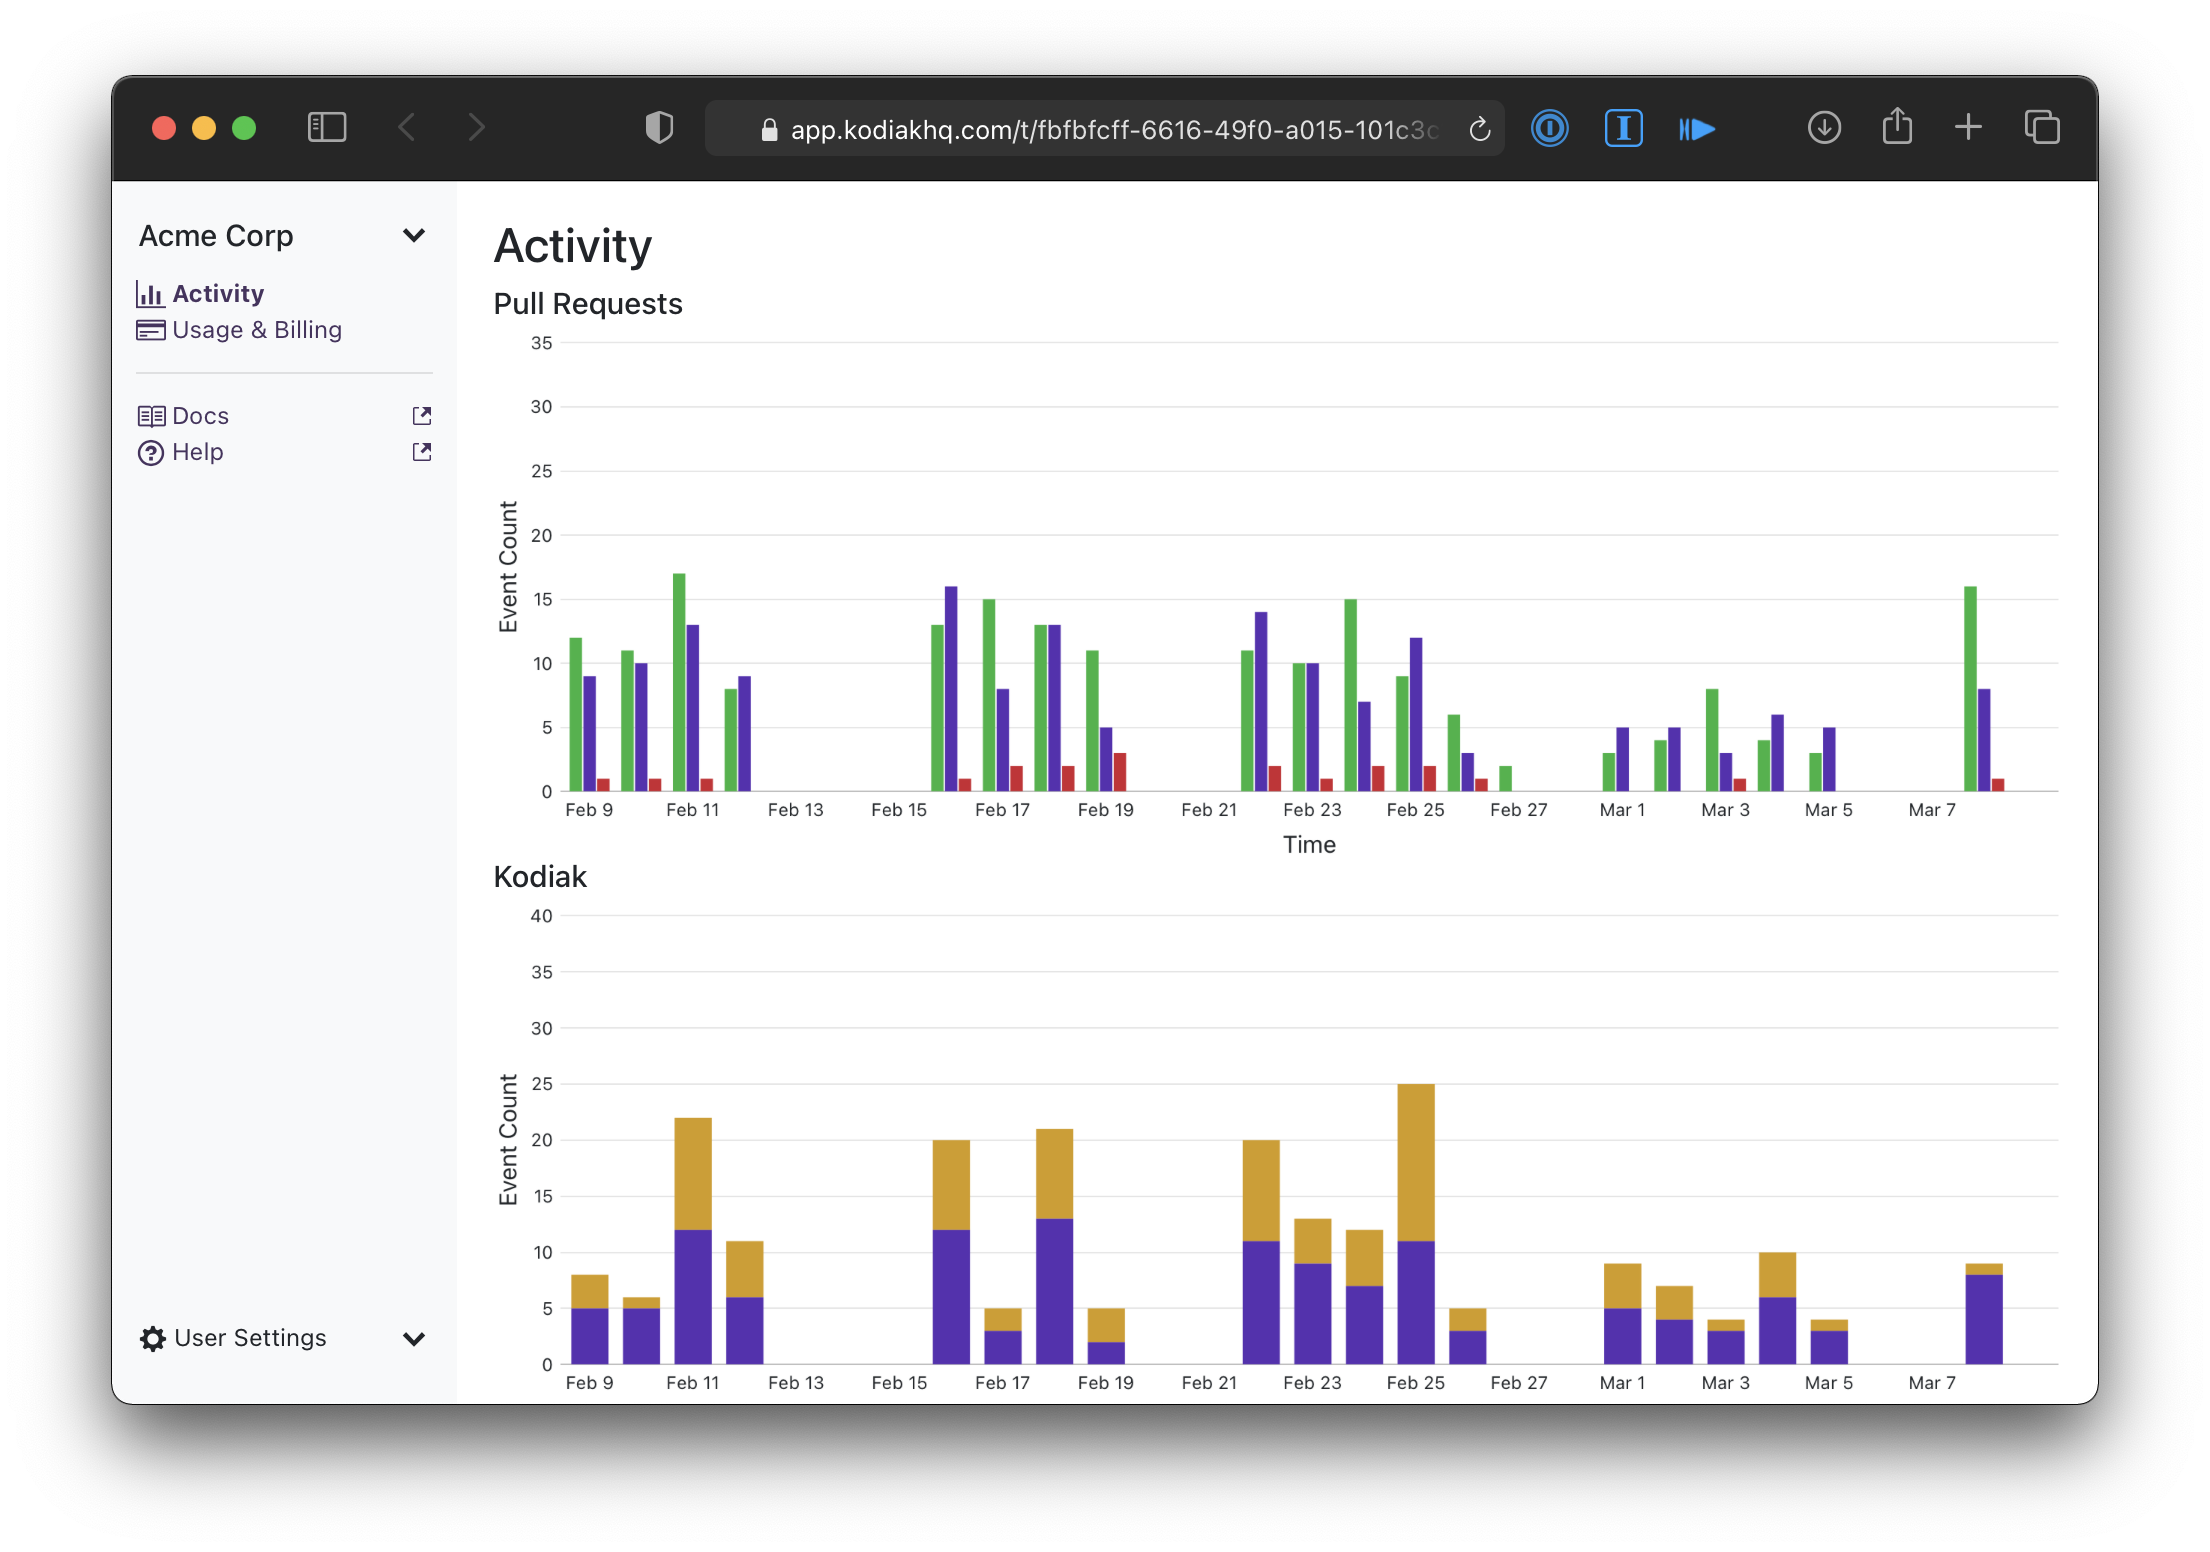 app.kodiakhq.com/t/fbfbfcff-6616-49f0-a015-101c3c
Acme Corp
Activity
Usage & Billing
Docs
Help
User Settings
Activity
Pull Requests
35
30
25
20
15
10
5
0
Event Count
Feb 9 Feb 11 Feb 13 Feb 15 Feb 17 Feb 19 Feb 21 Feb 23 Feb 25 Feb 27 Mar 1 Mar 3 Mar 5 Mar 7
Time
Kodiak
40
35
30
25
20
15
10
5
0
Event Count
Feb 9 Feb 11 Feb 13 Feb 15 Feb 17 Feb 19 Feb 21 Feb 23 Feb 25 Feb 27 Mar 1 Mar 3 Mar 5 Mar 7